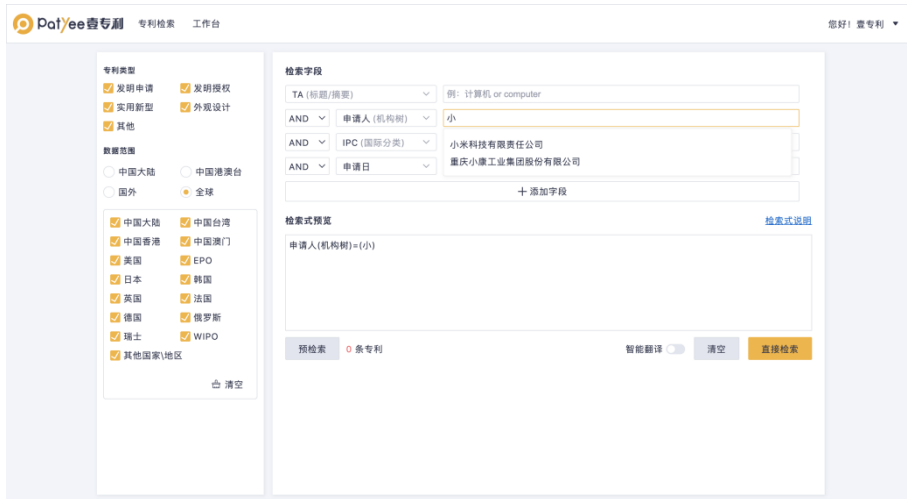 Patyee壹专利 专利检索 工作台 您好！壹专利
专利类型
发明申请 发明授权
实用新型 外观设计
其他
数据范围
中国大陆 中国港澳台
国外 全球
中国大陆 中国台湾
中国香港 中国澳门
美国 EPO
日本 韩国
英国 法国
德国 俄罗斯
瑞士 WIPO
其他国家\地区
清空
检索字段
TA (标题/摘要) 例：计算机 or computer
AND 申请人 (机构树) 小
AND IPC (国际分类)
小米科技有限责任公司
重庆小康工业集团股份有限公司
AND 申请日
添加字段
检索式预览 检索式说明
申请人(机构树)=(小)
预检索 0 条专利 智能翻译 清空 直接检索